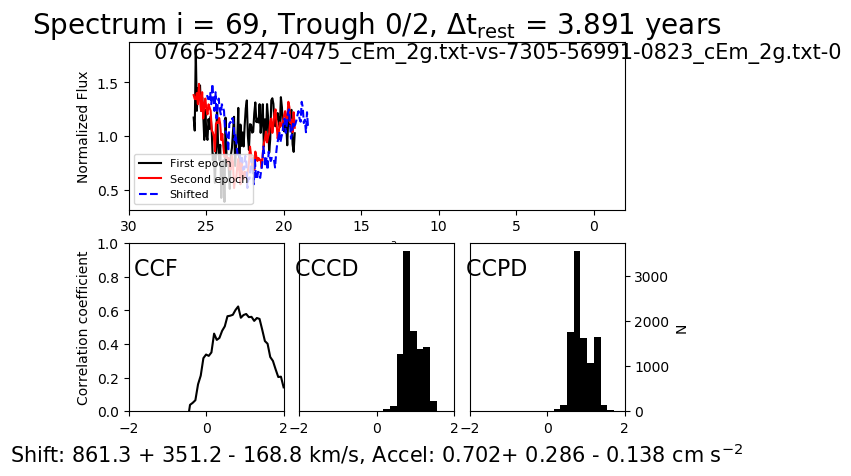 Spectrum i = 69, Trough 0/2, Δt_rest = 3.891 years
0766-52247-0475_cEm_2g.txt-vs-7305-56991-0823_cEm_2g.txt-0
Normalized Flux
1.5
1.0
0.5
First epoch
Second epoch
Shifted
30 25 20 15 10 5 0
Correlation coefficient
1.0
0.8
0.6
0.4
0.2
0.0
CCF
CCCD
CCPD
3000
2000
1000
0
N
−2 0 2
−2 0 2
−2 0 2
Shift: 861.3 + 351.2 - 168.8 km/s, Accel: 0.702+ 0.286 - 0.138 cm s⁻²